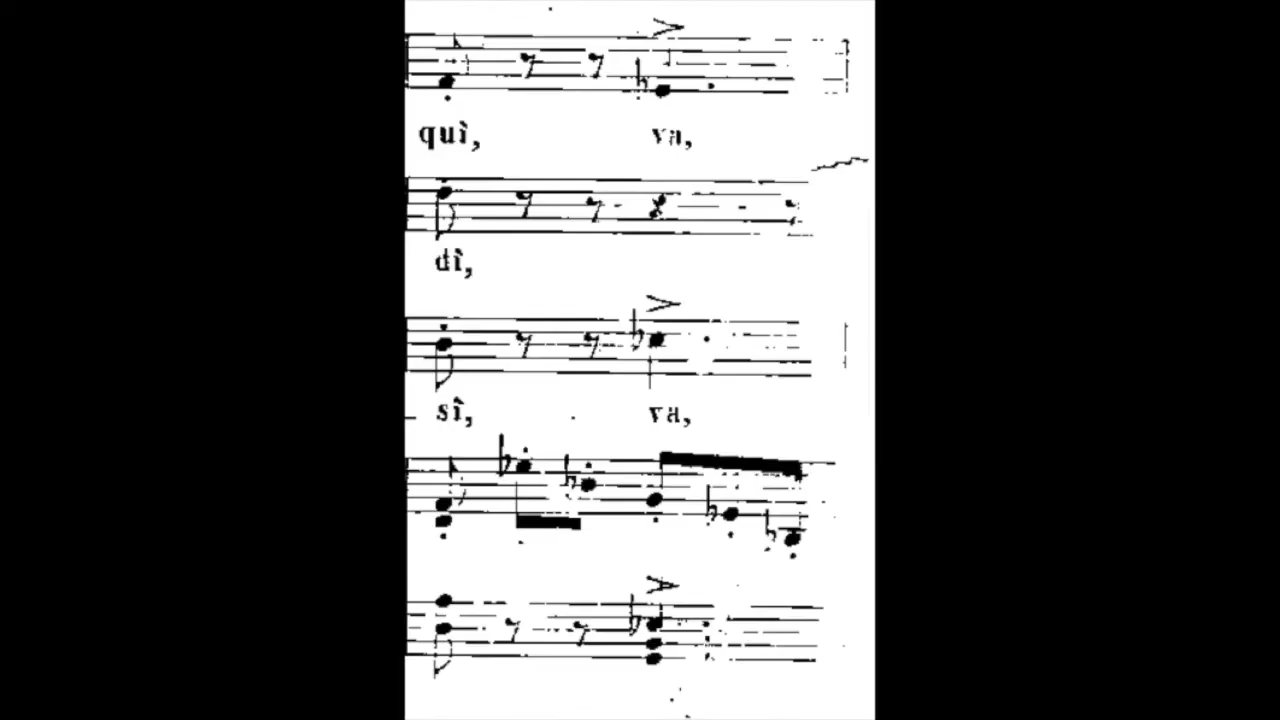 quì, va,
dì,
sì, va,